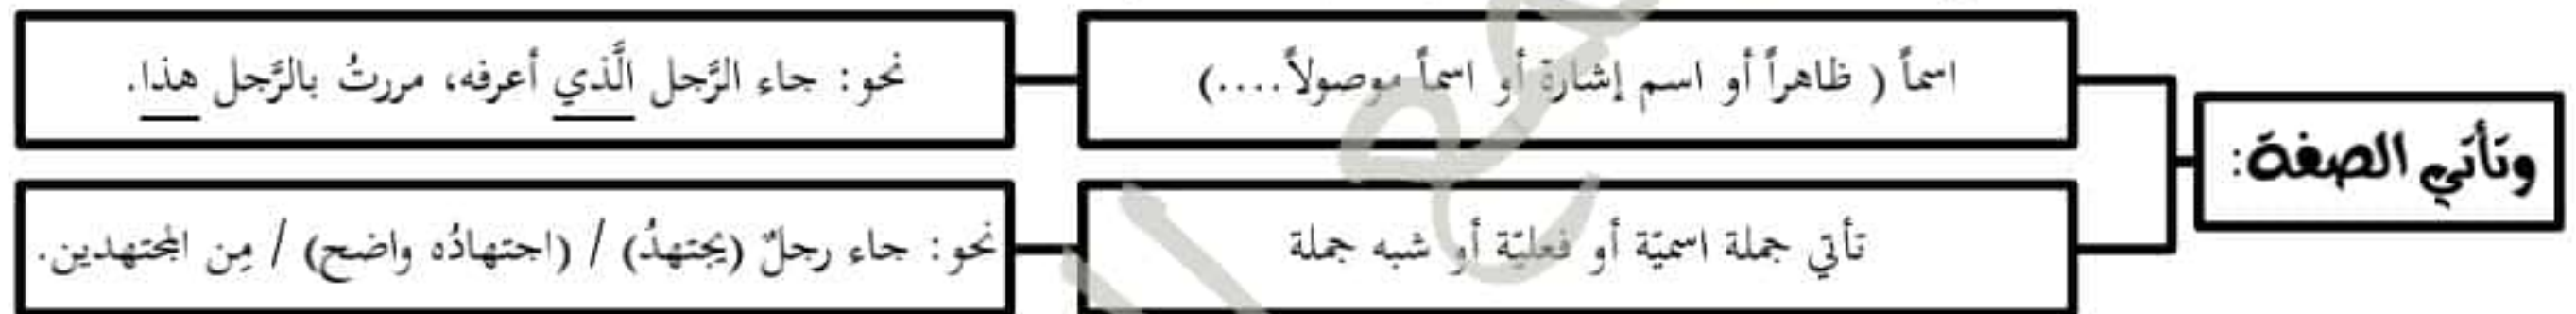 وتأتي الصفة:
اسماً ( ظاهراً أو اسم إشارة أو اسماً موصولاً....)
نحو: جاء الرَّجل الَّذي أعرفه، مررتُ بالرَّجل هذا.
تأتي جملة اسميّة أو فعليّة أو شبه جملة
نحو: جاء رجلٌ (يجتهدُ) / (اجتهادُه واضح) / مِن المجتهدين.